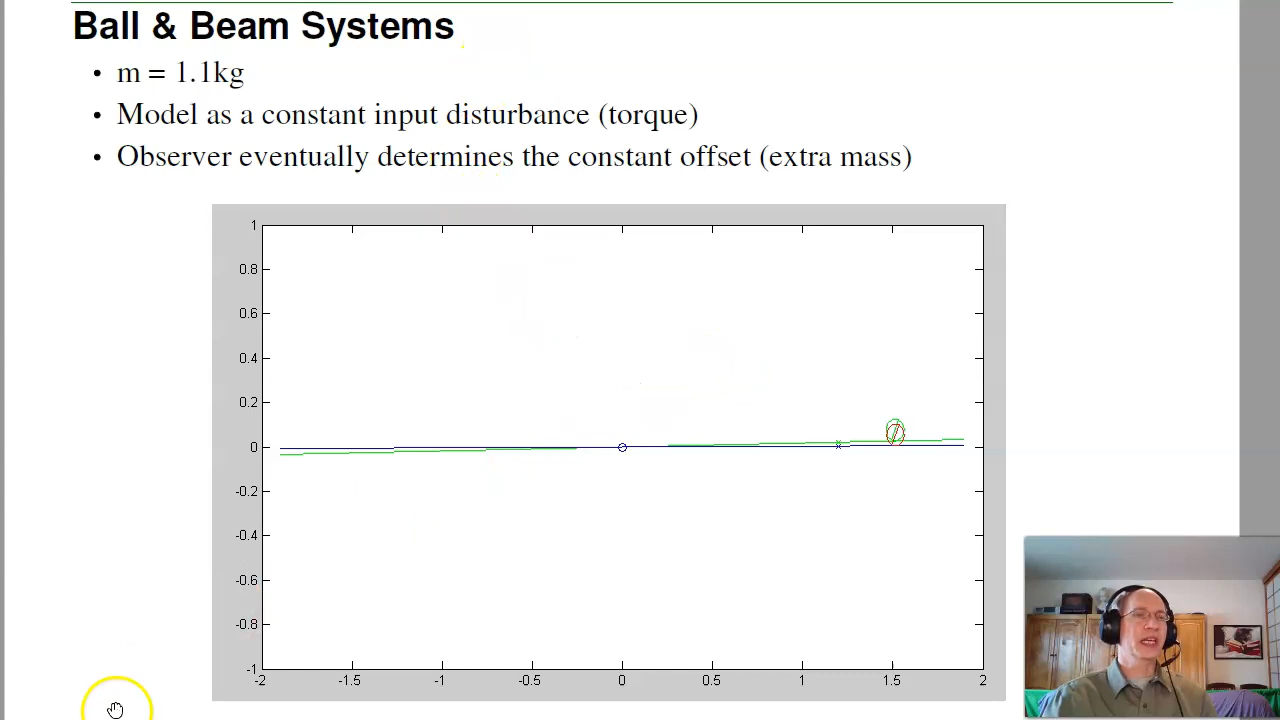 Ball & Beam Systems
• m = 1.1kg
• Model as a constant input disturbance (torque)
• Observer eventually determines the constant offset (extra mass)
1
0.8
0.6
0.4
0.2
0
-0.2
-0.4
-0.6
-0.8
-1
-2 -1.5 -1 -0.5 0 0.5 1 1.5 2